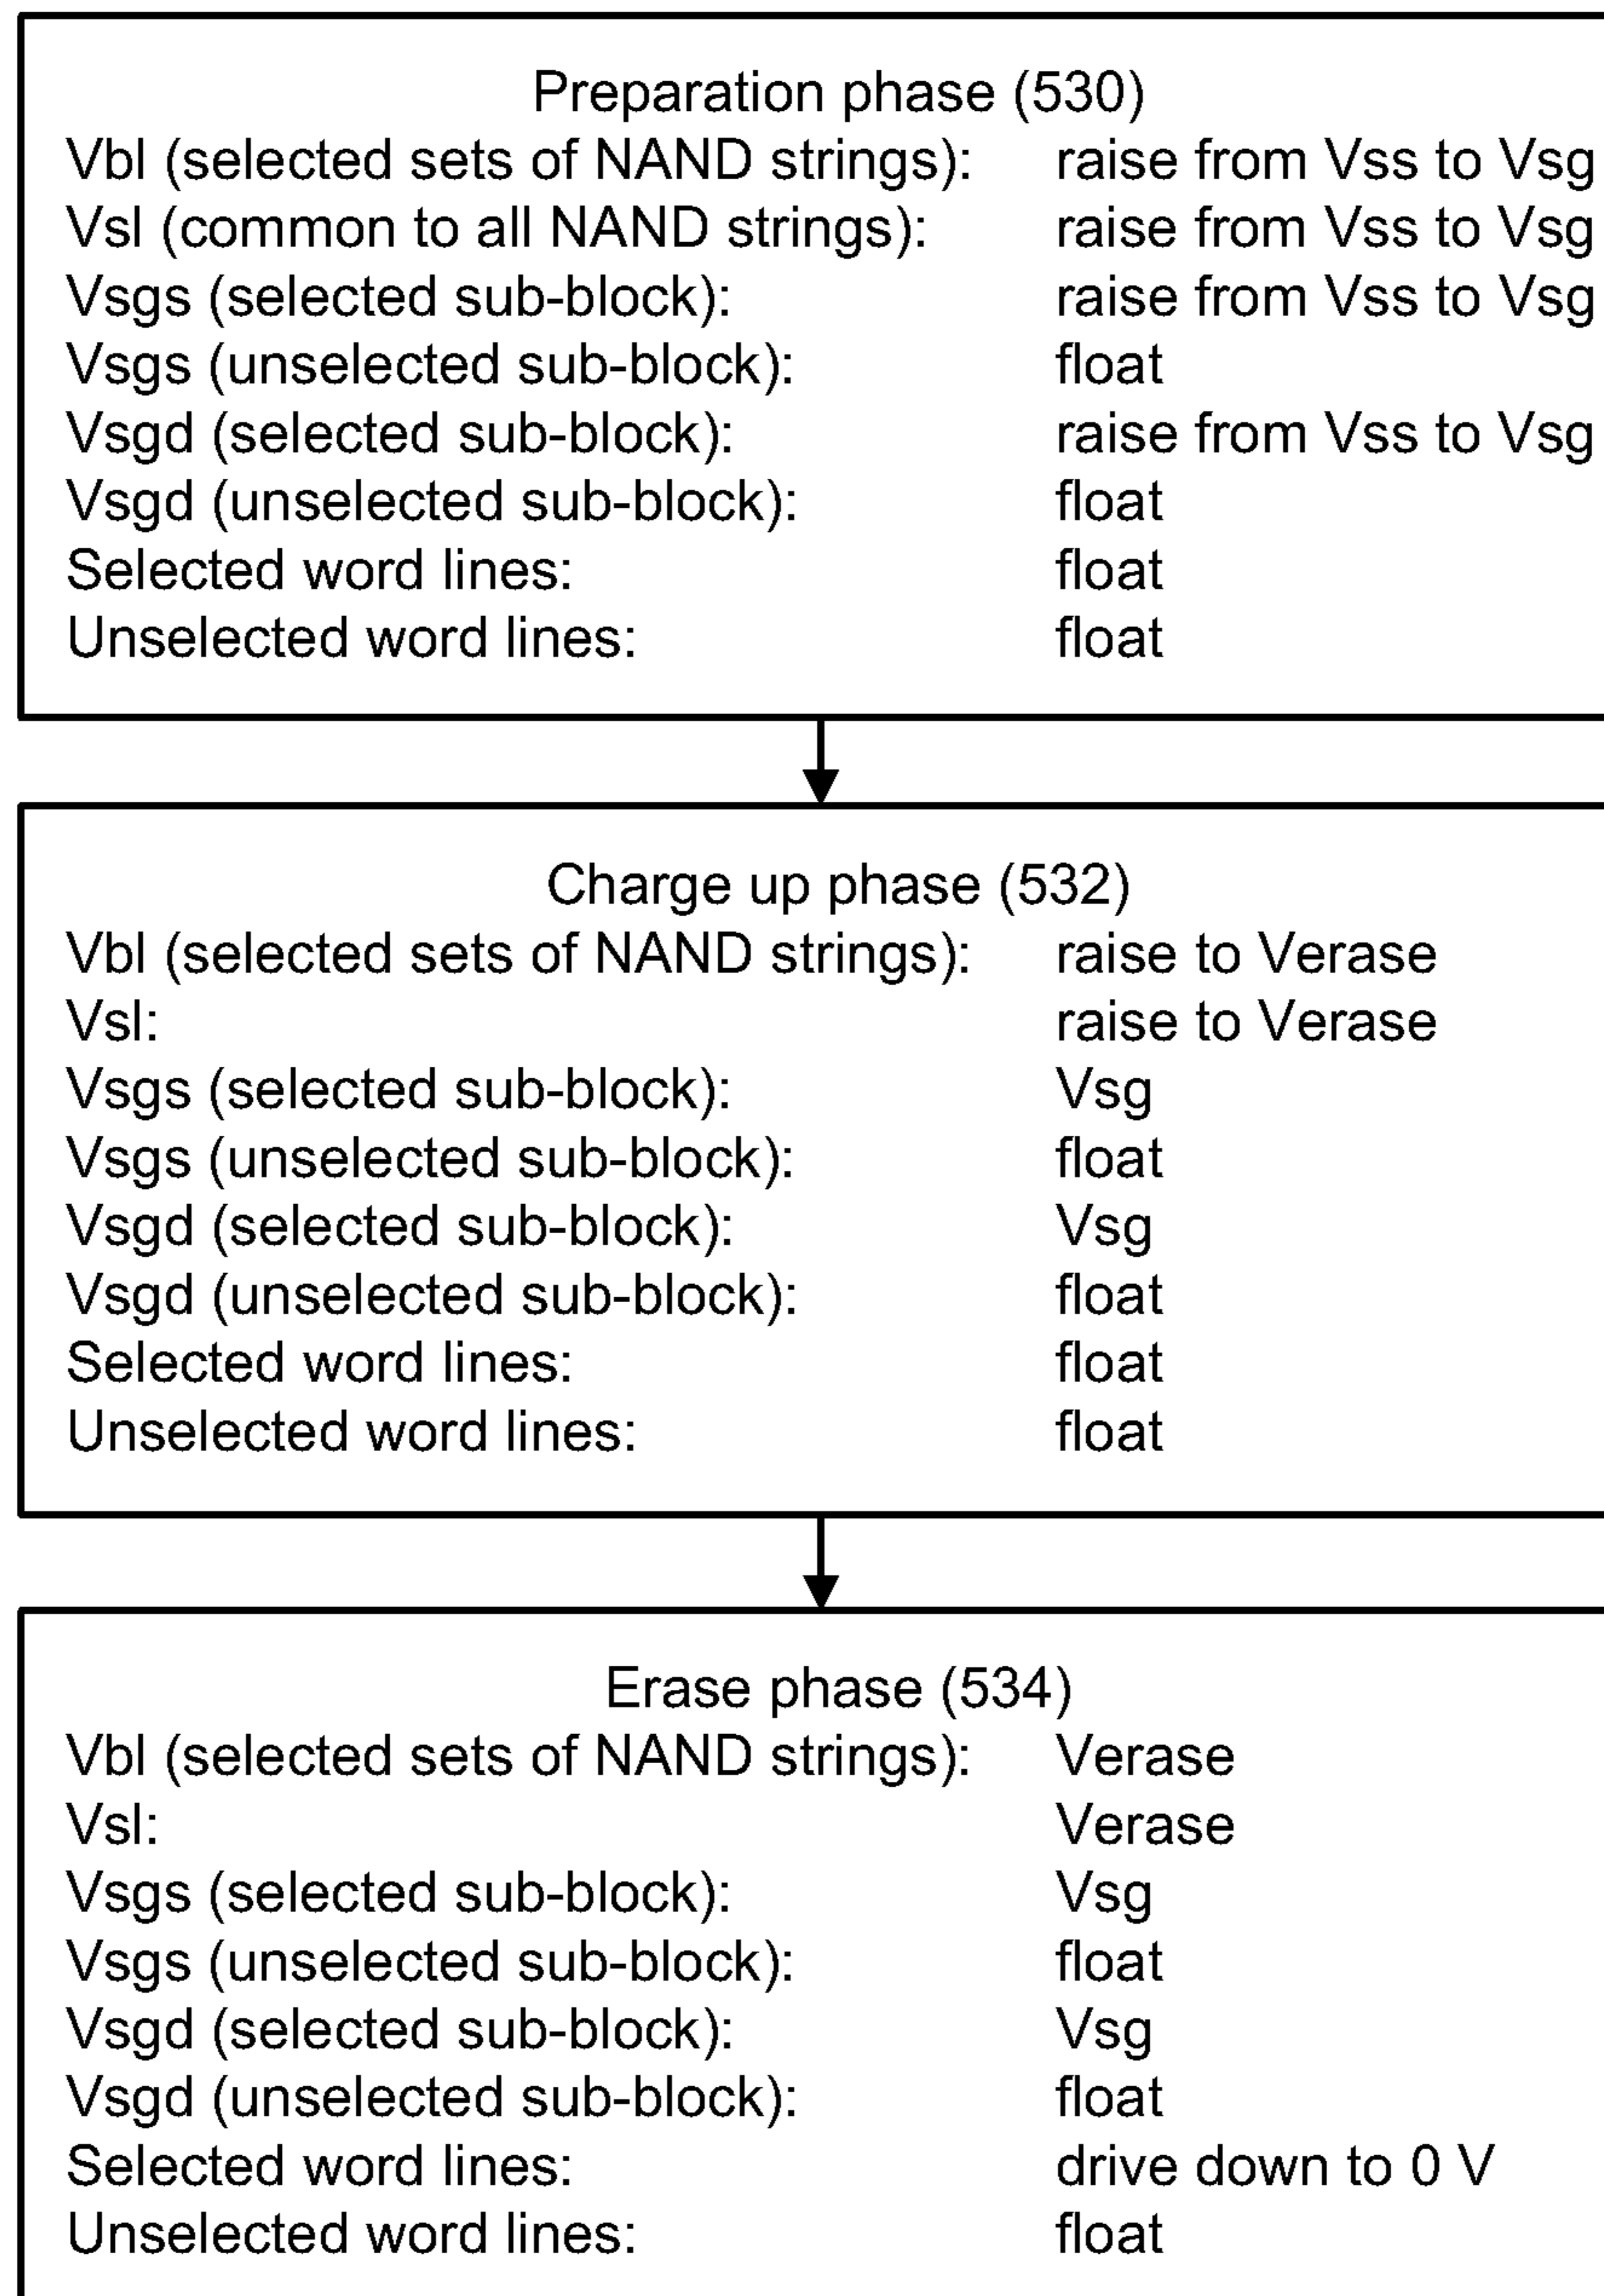 Preparation phase (530)
Vbl (selected sets of NAND strings): raise from Vss to Vsg
Vsl (common to all NAND strings): raise from Vss to Vsg
Vsgs (selected sub-block): raise from Vss to Vsg
Vsgs (unselected sub-block): float
Vsgd (selected sub-block): raise from Vss to Vsg
Vsgd (unselected sub-block): float
Selected word lines: float
Unselected word lines: float
Charge up phase (532)
Vbl (selected sets of NAND strings): raise to Verase
Vsl: raise to Verase
Vsgs (selected sub-block): Vsg
Vsgs (unselected sub-block): float
Vsgd (selected sub-block): Vsg
Vsgd (unselected sub-block): float
Selected word lines: float
Unselected word lines: float
Erase phase (534)
Vbl (selected sets of NAND strings): Verase
Vsl: Verase
Vsgs (selected sub-block): Vsg
Vsgs (unselected sub-block): float
Vsgd (selected sub-block): Vsg
Vsgd (unselected sub-block): float
Selected word lines: drive down to 0 V
Unselected word lines: float